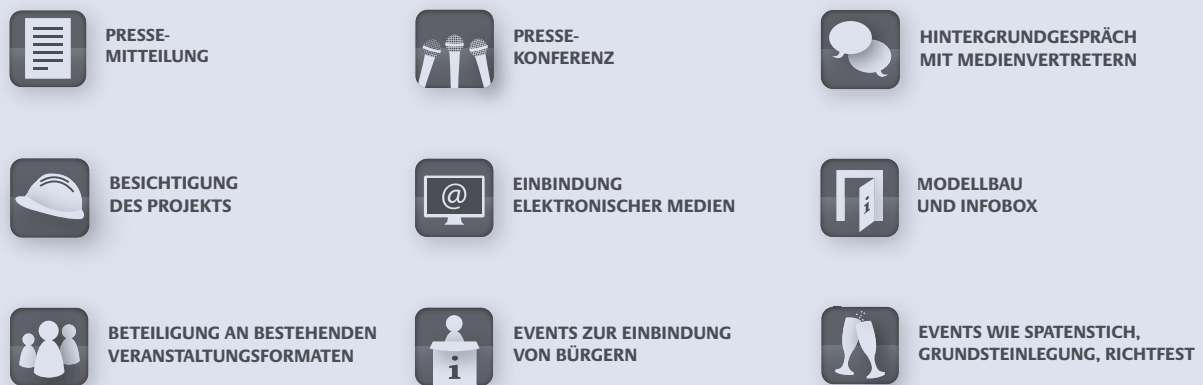 PRESSE-
MITTEILUNG
PRESSE-
KONFERENZ
HINTERGRUNDGESPRÄCH
MIT MEDIENVERTRETERN
BESICHTIGUNG
DES PROJEKTS
@
EINBINDUNG
ELEKTRONISCHER MEDIEN
i
MODELLBAU
UND INFOBOX
BETEILIGUNG AN BESTEHENDEN
VERANSTALTUNGSFORMATEN
i
EVENTS ZUR EINBINDUNG
VON BÜRGERN
EVENTS WIE SPATENSTICH,
GRUNDSTEINLEGUNG, RICHTFEST